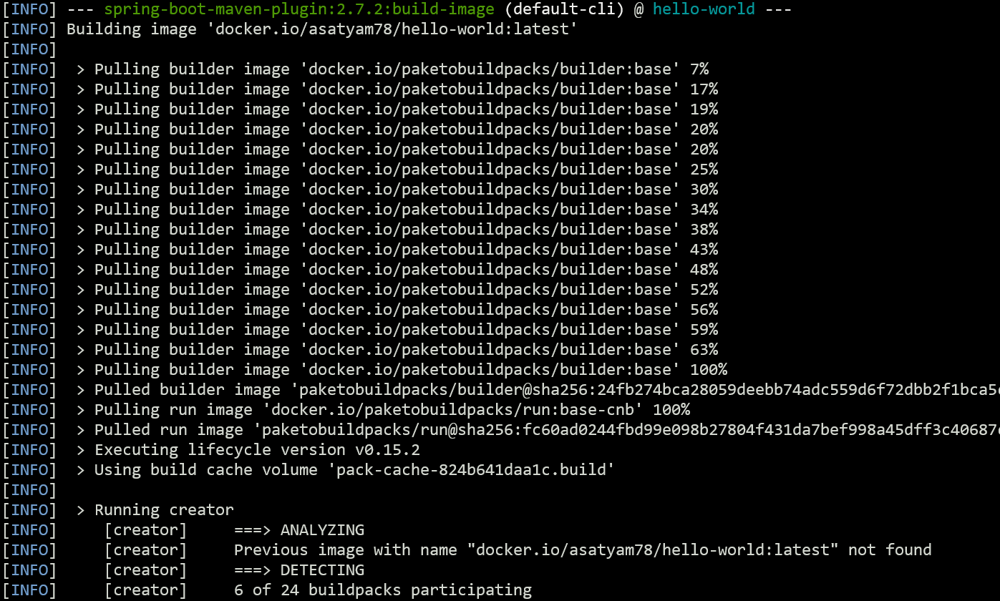 [INFO] --- spring-boot-maven-plugin:2.7.2:build-image (default-cli) @ hello-world ---
[INFO] Building image 'docker.io/asatyam78/hello-world:latest'
[INFO]
[INFO]  > Pulling builder image 'docker.io/paketobuildpacks/builder:base' 7%
[INFO]  > Pulling builder image 'docker.io/paketobuildpacks/builder:base' 17%
[INFO]  > Pulling builder image 'docker.io/paketobuildpacks/builder:base' 19%
[INFO]  > Pulling builder image 'docker.io/paketobuildpacks/builder:base' 20%
[INFO]  > Pulling builder image 'docker.io/paketobuildpacks/builder:base' 20%
[INFO]  > Pulling builder image 'docker.io/paketobuildpacks/builder:base' 25%
[INFO]  > Pulling builder image 'docker.io/paketobuildpacks/builder:base' 30%
[INFO]  > Pulling builder image 'docker.io/paketobuildpacks/builder:base' 34%
[INFO]  > Pulling builder image 'docker.io/paketobuildpacks/builder:base' 38%
[INFO]  > Pulling builder image 'docker.io/paketobuildpacks/builder:base' 43%
[INFO]  > Pulling builder image 'docker.io/paketobuildpacks/builder:base' 48%
[INFO]  > Pulling builder image 'docker.io/paketobuildpacks/builder:base' 52%
[INFO]  > Pulling builder image 'docker.io/paketobuildpacks/builder:base' 56%
[INFO]  > Pulling builder image 'docker.io/paketobuildpacks/builder:base' 59%
[INFO]  > Pulling builder image 'docker.io/paketobuildpacks/builder:base' 63%
[INFO]  > Pulling builder image 'docker.io/paketobuildpacks/builder:base' 100%
[INFO]  > Pulled builder image 'paketobuildpacks/builder@sha256:24fb274bca28059deebb74adc559d6f72dbb2f1bca5
[INFO]  > Pulling run image 'docker.io/paketobuildpacks/run:base-cnb' 100%
[INFO]  > Pulled run image 'paketobuildpacks/run@sha256:fc60ad0244fbd99e098b27804f431da7bef998a45dff3c40687
[INFO]  > Executing lifecycle version v0.15.2
[INFO]  > Using build cache volume 'pack-cache-824b641daa1c.build'
[INFO]
[INFO]  > Running creator
[INFO]     [creator]     ===> ANALYZING
[INFO]     [creator]     Previous image with name "docker.io/asatyam78/hello-world:latest" not found
[INFO]     [creator]     ===> DETECTING
[INFO]     [creator]     6 of 24 buildpacks participating